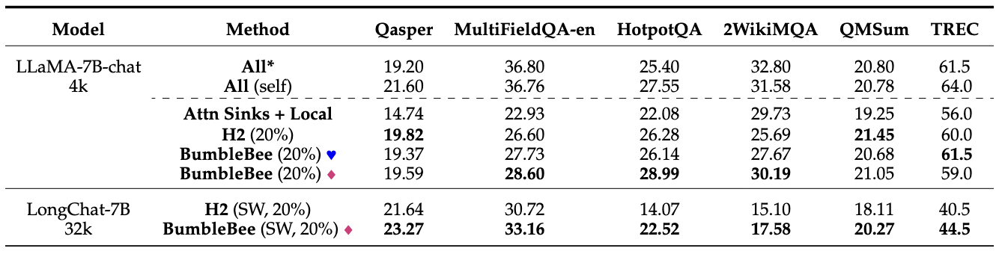 Model Method Qasper MultiFieldQA-en HotpotQA 2WikiMQA QMSum TREC
LLaMA-7B-chat All* 19.20 36.80 25.40 32.80 20.80 61.5
4k All (self) 21.60 36.76 27.55 31.58 20.78 64.0
Attn Sinks + Local 14.74 22.93 22.08 29.73 19.25 56.0
H2 (20%) 19.82 26.60 26.28 25.69 21.45 60.0
BumbleBee (20%) ♥ 19.37 27.73 26.14 27.67 20.68 61.5
BumbleBee (20%) ♦ 19.59 28.60 28.99 30.19 21.05 59.0
LongChat-7B H2 (SW, 20%) 21.64 30.72 14.07 15.10 18.11 40.5
32k BumbleBee (SW, 20%) ♦ 23.27 33.16 22.52 17.58 20.27 44.5